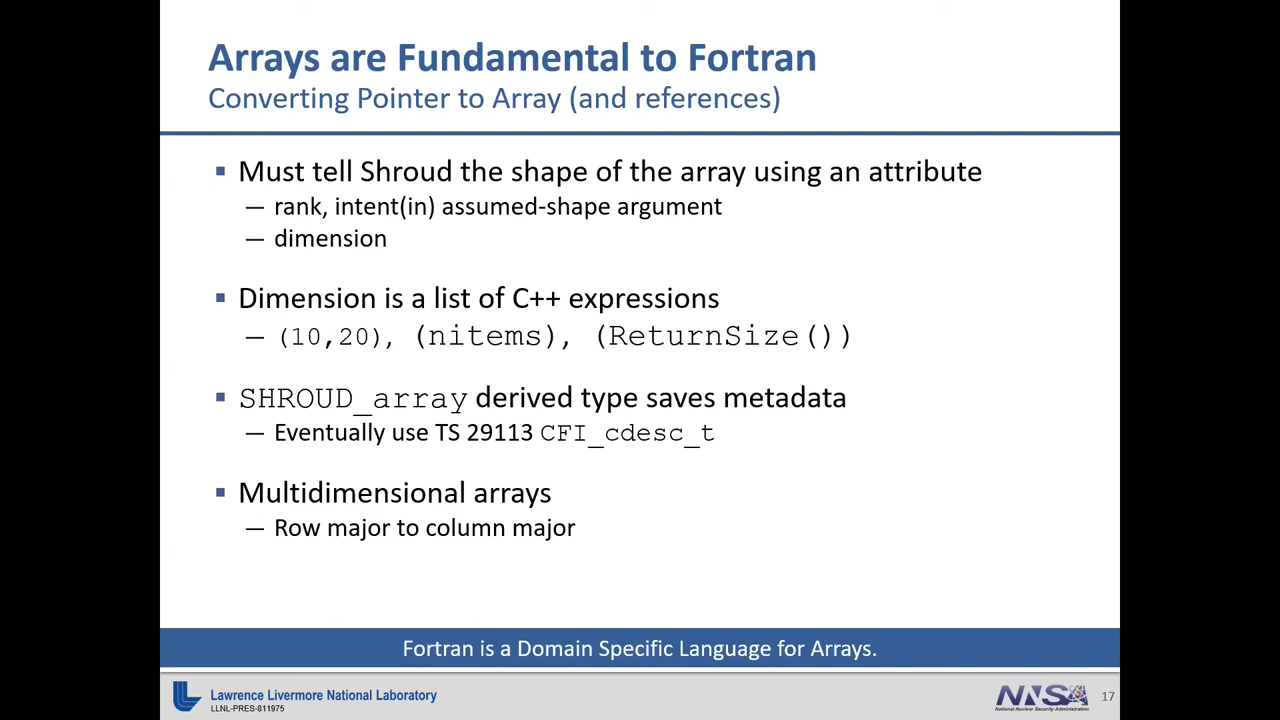 Arrays are Fundamental to Fortran
Converting Pointer to Array (and references)
▪ Must tell Shroud the shape of the array using an attribute
— rank, intent(in) assumed-shape argument
— dimension
▪ Dimension is a list of C++ expressions
— (10,20), (nitems), (ReturnSize())
▪ SHROUD_array derived type saves metadata
— Eventually use TS 29113 CFI_cdesc_t
▪ Multidimensional arrays
— Row major to column major
Fortran is a Domain Specific Language for Arrays.
Lawrence Livermore National Laboratory
LLNL-PRES-811975
NNSA
National Nuclear Security Administration
17